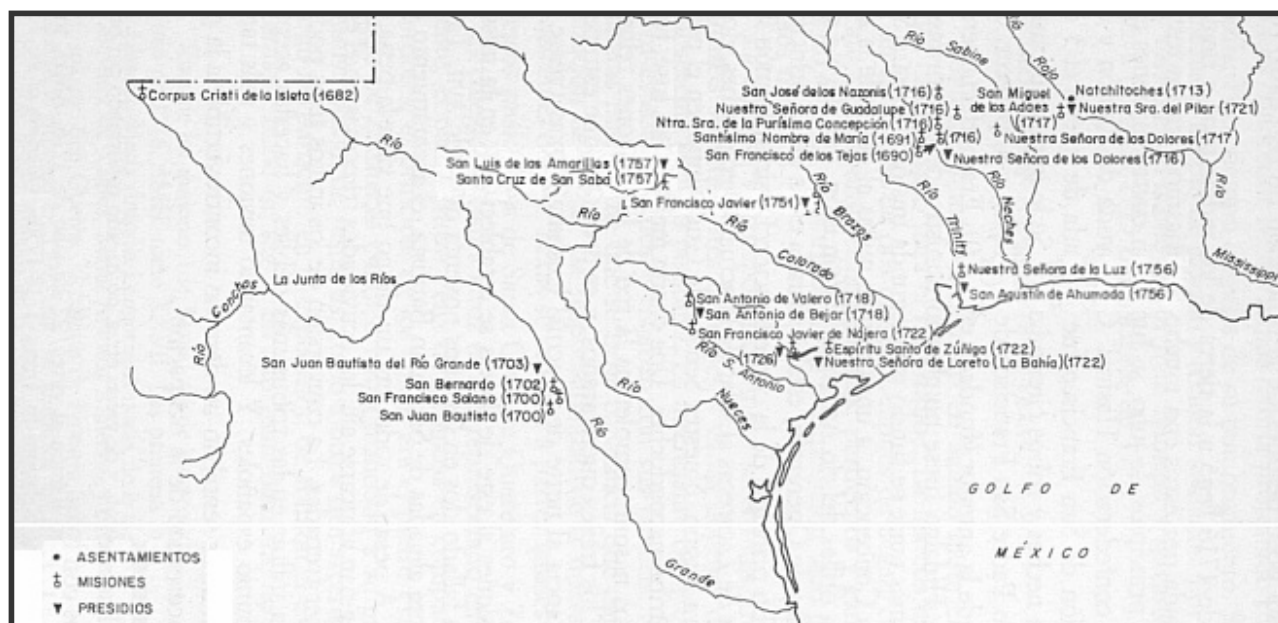 Corpus Cristi de la Isleta (1682)
Río
Sabine
Río
Rojo
San José de los Nazonis (1716)
Nuestro Señora de Guadalupe (1716)
Ntra. Sra. de la Purísima Concepción (1716)
Santísimo Nombre de María (1691)
San Francisco de los Tejas (1690)
(1716)
San Miguel
de los Adaes
(1717)
Natchitoches (1713)
Nuestra Sra. del Pilar (1721)
Nuestra Señora de los Dolores (1717)
Nuestra Señora de los Dolores (1716)
Río
San Luis de las Amarillas (1757)
Santa Cruz de San Sabá (1757)
San Francisco Javier (1751)
Río
Río
Colorado
Río
Brazos
Río
Trinity
Río
Neches
Río
Mississippi
La Junta de los Ríos
Río
Conchos
Nuestra Señora de la Luz (1756)
San Agustín de Ahumada (1756)
San Antonio de Valero (1718)
San Antonio de Bejar (1718)
San Francisco Javier de Nájera (1722
Río
S. Antonio
(1726)
Espíritu Santo de Zúñiga (1722)
Nuestra Señora de Loreto (La Bahía)(1722)
San Juan Bautista del Río Grande (1703)
San Bernardo (1702)
San Francisco Solano (1700)
San Juan Bautista (1700)
Río
Nueces
Río
Grande
GOLFO DE
MÉXICO
ASENTAMIENTOS
MISIONES
PRESIDIOS